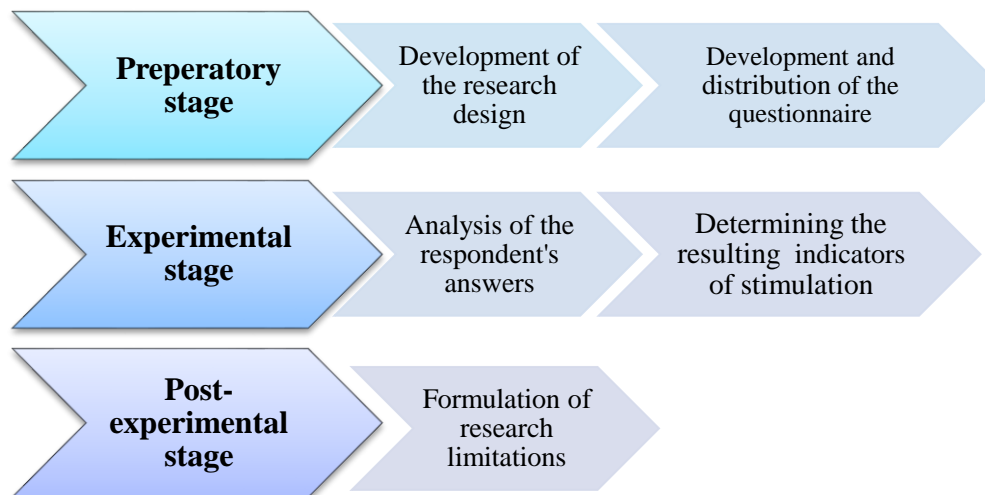 Preperatory
stage
Development of
the research
design
Development and
distribution of the
questionnaire
Experimental
stage
Analysis of the
respondent's
answers
Determining the
resulting indicators
of stimulation
Post-
experimental
stage
Formulation of
research
limitations